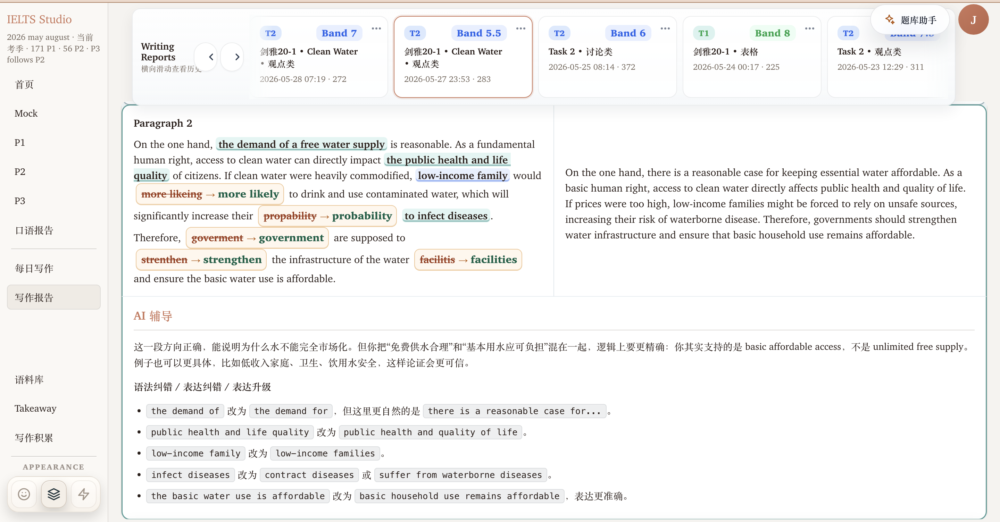 IELTS Studio
2026 may august · 当前
考季 · 171 P1 · 56 P2 · P3
follows P2
首页
Mock
P1
P2
P3
口语报告
每日写作
写作报告
语料库
Takeaway
写作积累
APPEARANCE
Writing
Reports
横向滑动查看历史
T2 Band 7
剑雅20-1 • Clean Water
• 观点类
2026-05-28 07:19 · 272
T2 Band 5.5
剑雅20-1 • Clean Water
• 观点类
2026-05-27 23:53 · 283
T2 Band 6
Task 2 • 讨论类
2026-05-25 08:14 · 372
T1 Band 8
剑雅20-1 • 表格
2026-05-24 00:17 · 225
T2 Band 7.5
Task 2 • 观点类
2026-05-23 12:29 · 311
题库助手
J
Paragraph 2
On the one hand, the demand of a free water supply is reasonable. As a fundamental
human right, access to clean water can directly impact the public health and life
quality of citizens. If clean water were heavily commodified, low-income family would
more likeing → more likely to drink and use contaminated water, which will
significantly increase their propability → probability to infect diseases.
Therefore, goverment → government are supposed to
strenthen → strengthen the infrastructure of the water facilitis → facilities
and ensure the basic water use is affordable.
On the one hand, there is a reasonable case for keeping essential water affordable. As a
basic human right, access to clean water directly affects public health and quality of life.
If prices were too high, low-income families might be forced to rely on unsafe sources,
increasing their risk of waterborne disease. Therefore, governments should strengthen
water infrastructure and ensure that basic household use remains affordable.
AI 辅导
这一段方向正确，能说明为什么水不能完全市场化。但你把“免费供水合理”和“基本用水应可负担”混在一起，逻辑上要更精确：你其实支持的是 basic affordable access，不是 unlimited free supply。
例子也可以更具体，比如低收入家庭、卫生、饮用水安全，这样论证会更可信。
语法纠错 / 表达纠错 / 表达升级
• the demand of 改为 the demand for，但这里更自然的是 there is a reasonable case for...。
• public health and life quality 改为 public health and quality of life。
• low-income family 改为 low-income families。
• infect diseases 改为 contract diseases 或 suffer from waterborne diseases。
• the basic water use is affordable 改为 basic household use remains affordable，表达更准确。